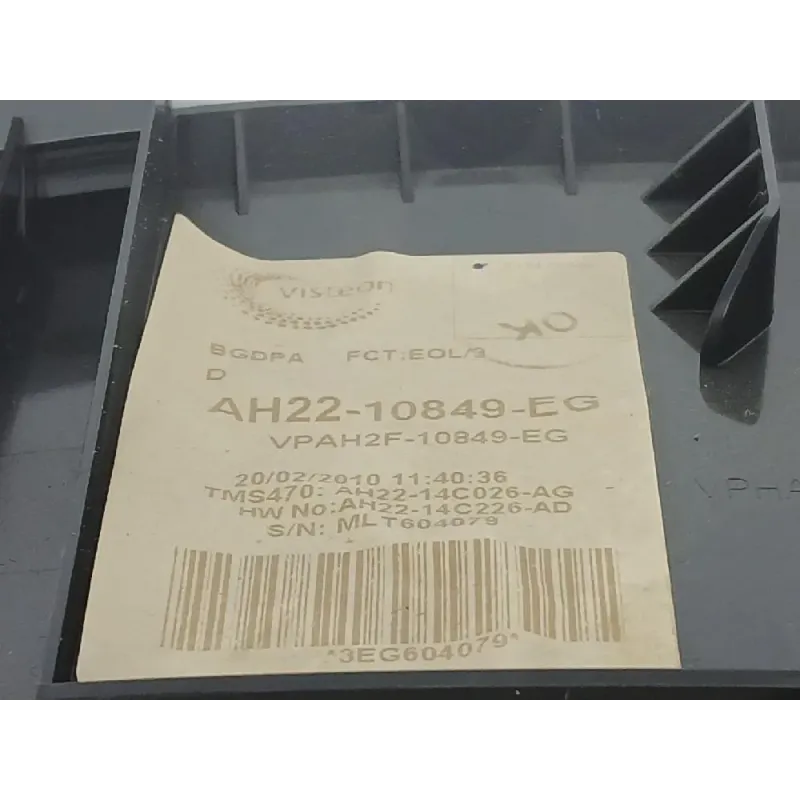 VISTeon
OK
BGDPA FCT:EOL/3
D
AH22-10849-EG
VPAH2F-10849-EG
20/02/2010 11:40:36
TMS470: AH22-14C026-AG
HW No:AH22-14C226-AD
S/N: MLT604079
*3EG604079*
VPHA